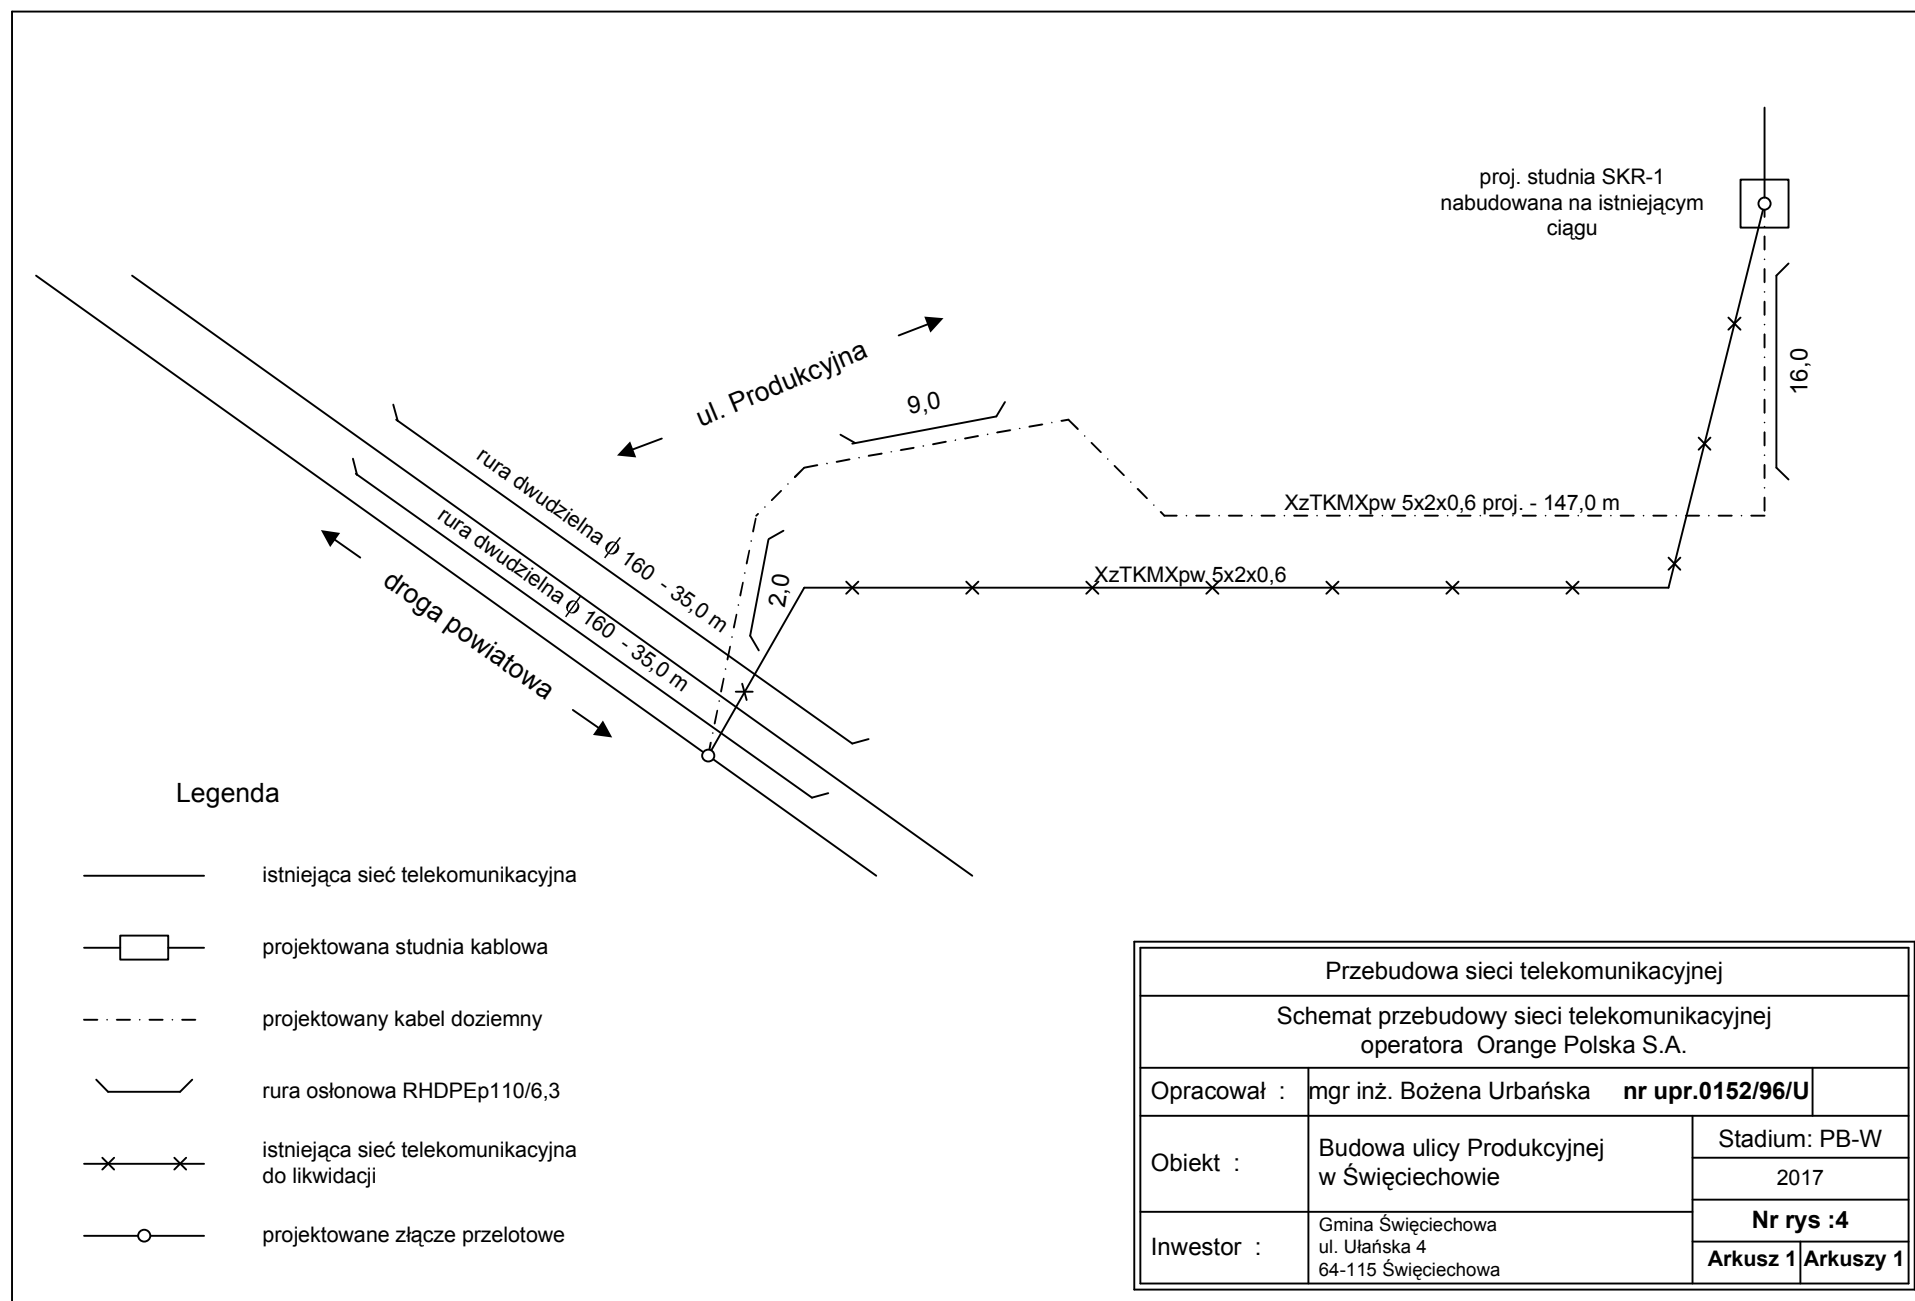 proj. studnia SKR-1
nabudowana na istniejącym
ciągu
16,0
ul. Produkcyjna
9,0
rura dwudzielna ϕ 160 - 35,0 m
rura dwudzielna ϕ 160 - 35,0 m
droga powiatowa
2,0
XzTKMXpw 5x2x0,6 proj. - 147,0 m
XzTKMXpw 5x2x0,6
Legenda
istniejąca sieć telekomunikacyjna
projektowana studnia kablowa
projektowany kabel doziemny
rura osłonowa RHDPEp110/6,3
istniejąca sieć telekomunikacyjna
do likwidacji
projektowane złącze przelotowe
Przebudowa sieci telekomunikacyjnej
Schemat przebudowy sieci telekomunikacyjnej
operatora Orange Polska S.A.
Opracował : mgr inż. Bożena Urbańska nr upr.0152/96/U
Obiekt :
Budowa ulicy Produkcyjnej
w Święciechowie
Stadium: PB-W
2017
Nr rys :4
Inwestor :
Gmina Święciechowa
ul. Ułańska 4
64-115 Święciechowa
Arkusz 1 Arkuszy 1